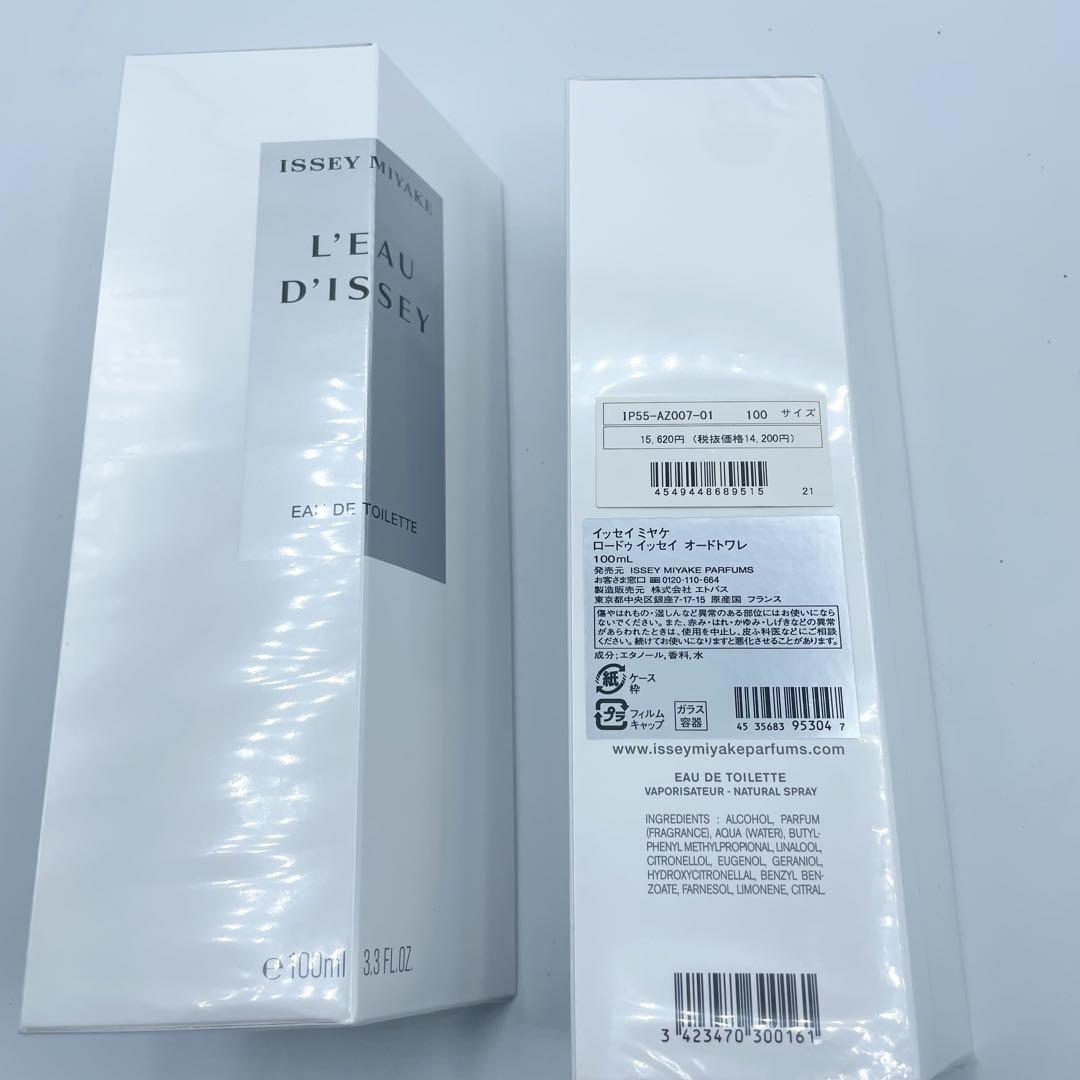 ISSEY MIYAKE
L'EAU
D'ISSEY
EAU DE TOILETTE
e 100ml 3.3 FL.OZ.
IP55-AZ007-01 100 サイズ
15,620円 (税抜価格14,200円)
4549448689515
21
イッセイ ミヤケ
ロードゥ イッセイ オードトワレ
100mL
発売元 ISSEY MIYAKE PARFUMS
お客さま窓口 0120-110-664
製造販売元 株式会社 エトバス
東京都中央区銀座7-17-15 原産国 フランス
傷やはれもの・湿しんなど異常のある部位にはお使いになら
ないでください。また、赤み・はれ・かゆみ・しげきなどの異常
があらわれたときは、使用を中止し、皮ふ科医などにご相談
ください。続けてお使いになりますと悪化させることがあります。
成分;エタノール,香料,水
紙 ケース
枠
プラ フィルム
キャップ
ガラス
容器
4 535683 95304 7
www.isseymiyakeparfums.com
EAU DE TOILETTE
VAPORISATEUR - NATURAL SPRAY
INGREDIENTS : ALCOHOL, PARFUM
(FRAGRANCE), AQUA (WATER), BUTYL-
PHENYL METHYLPROPIONAL, LINALOOL,
CITRONELLOL, EUGENOL, GERANIOL,
HYDROXYCITRONELLAL, BENZYL BEN-
ZOATE, FARNESOL, LIMONENE, CITRAL.
3 423470 300161